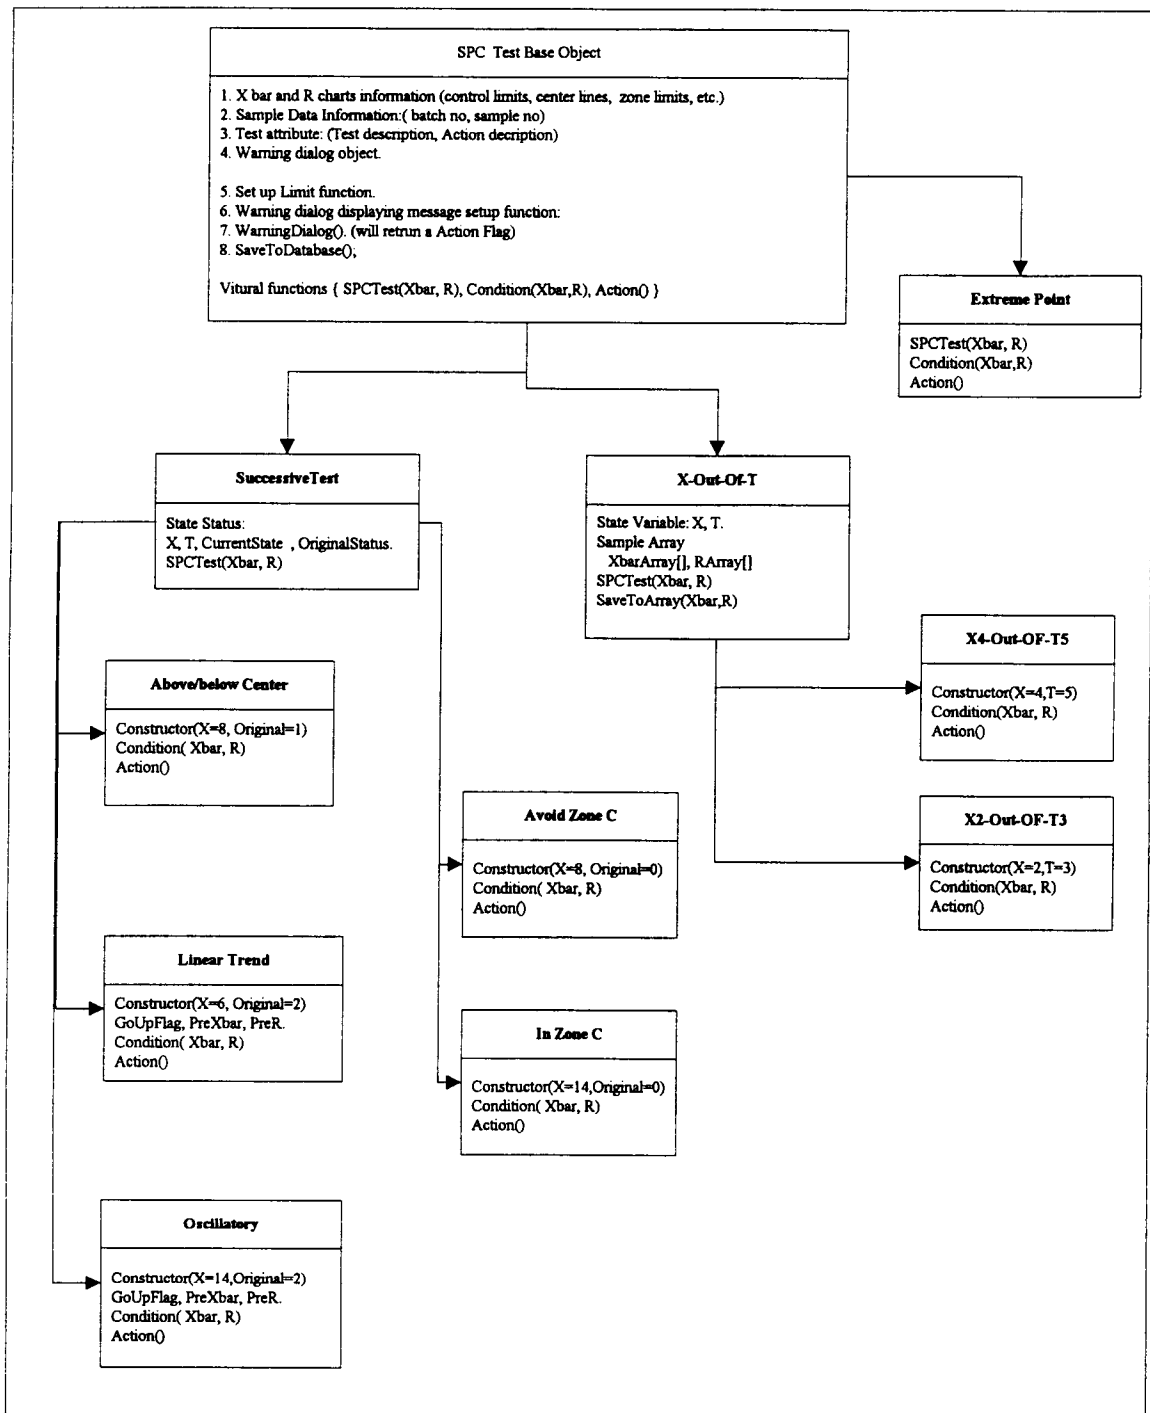 SPC Test Base Object
1. X bar and R charts information (control limits, center lines, zone limits, etc.)
2. Sample Data Information:( batch no, sample no)
3. Test attribute: (Test description, Action decription)
4. Warning dialog object.
5. Set up Limit function.
6. Warning dialog displaying message setup function:
7. WarningDialog(). (will retrun a Action Flag)
8. SaveToDatabase();
Vitural functions { SPCTest(Xbar, R), Condition(Xbar,R), Action() }
Extreme Point
SPCTest(Xbar, R)
Condition(Xbar,R)
Action()
SuccessiveTest
State Status:
X, T, CurrentState , OriginalStatus.
SPCTest(Xbar, R)
X-Out-Of-T
State Variable: X, T.
Sample Array
XbarArray[], RArray[]
SPCTest(Xbar, R)
SaveToArray(Xbar,R)
X4-Out-OF-T5
Constructor(X=4,T=5)
Condition(Xbar, R)
Action()
Above/below Center
Constructor(X=8, Original=1)
Condition( Xbar, R)
Action()
Avoid Zone C
Constructor(X=8, Original=0)
Condition( Xbar, R)
Action()
X2-Out-OF-T3
Constructor(X=2,T=3)
Condition(Xbar, R)
Action()
Linear Trend
Constructor(X=6, Original=2)
GoUpFlag, PreXbar, PreR.
Condition( Xbar, R)
Action()
In Zone C
Constructor(X=14,Original=0)
Condition( Xbar, R)
Action()
Oscillatory
Constructor(X=14,Original=2)
GoUpFlag, PreXbar, PreR.
Condition( Xbar, R)
Action()